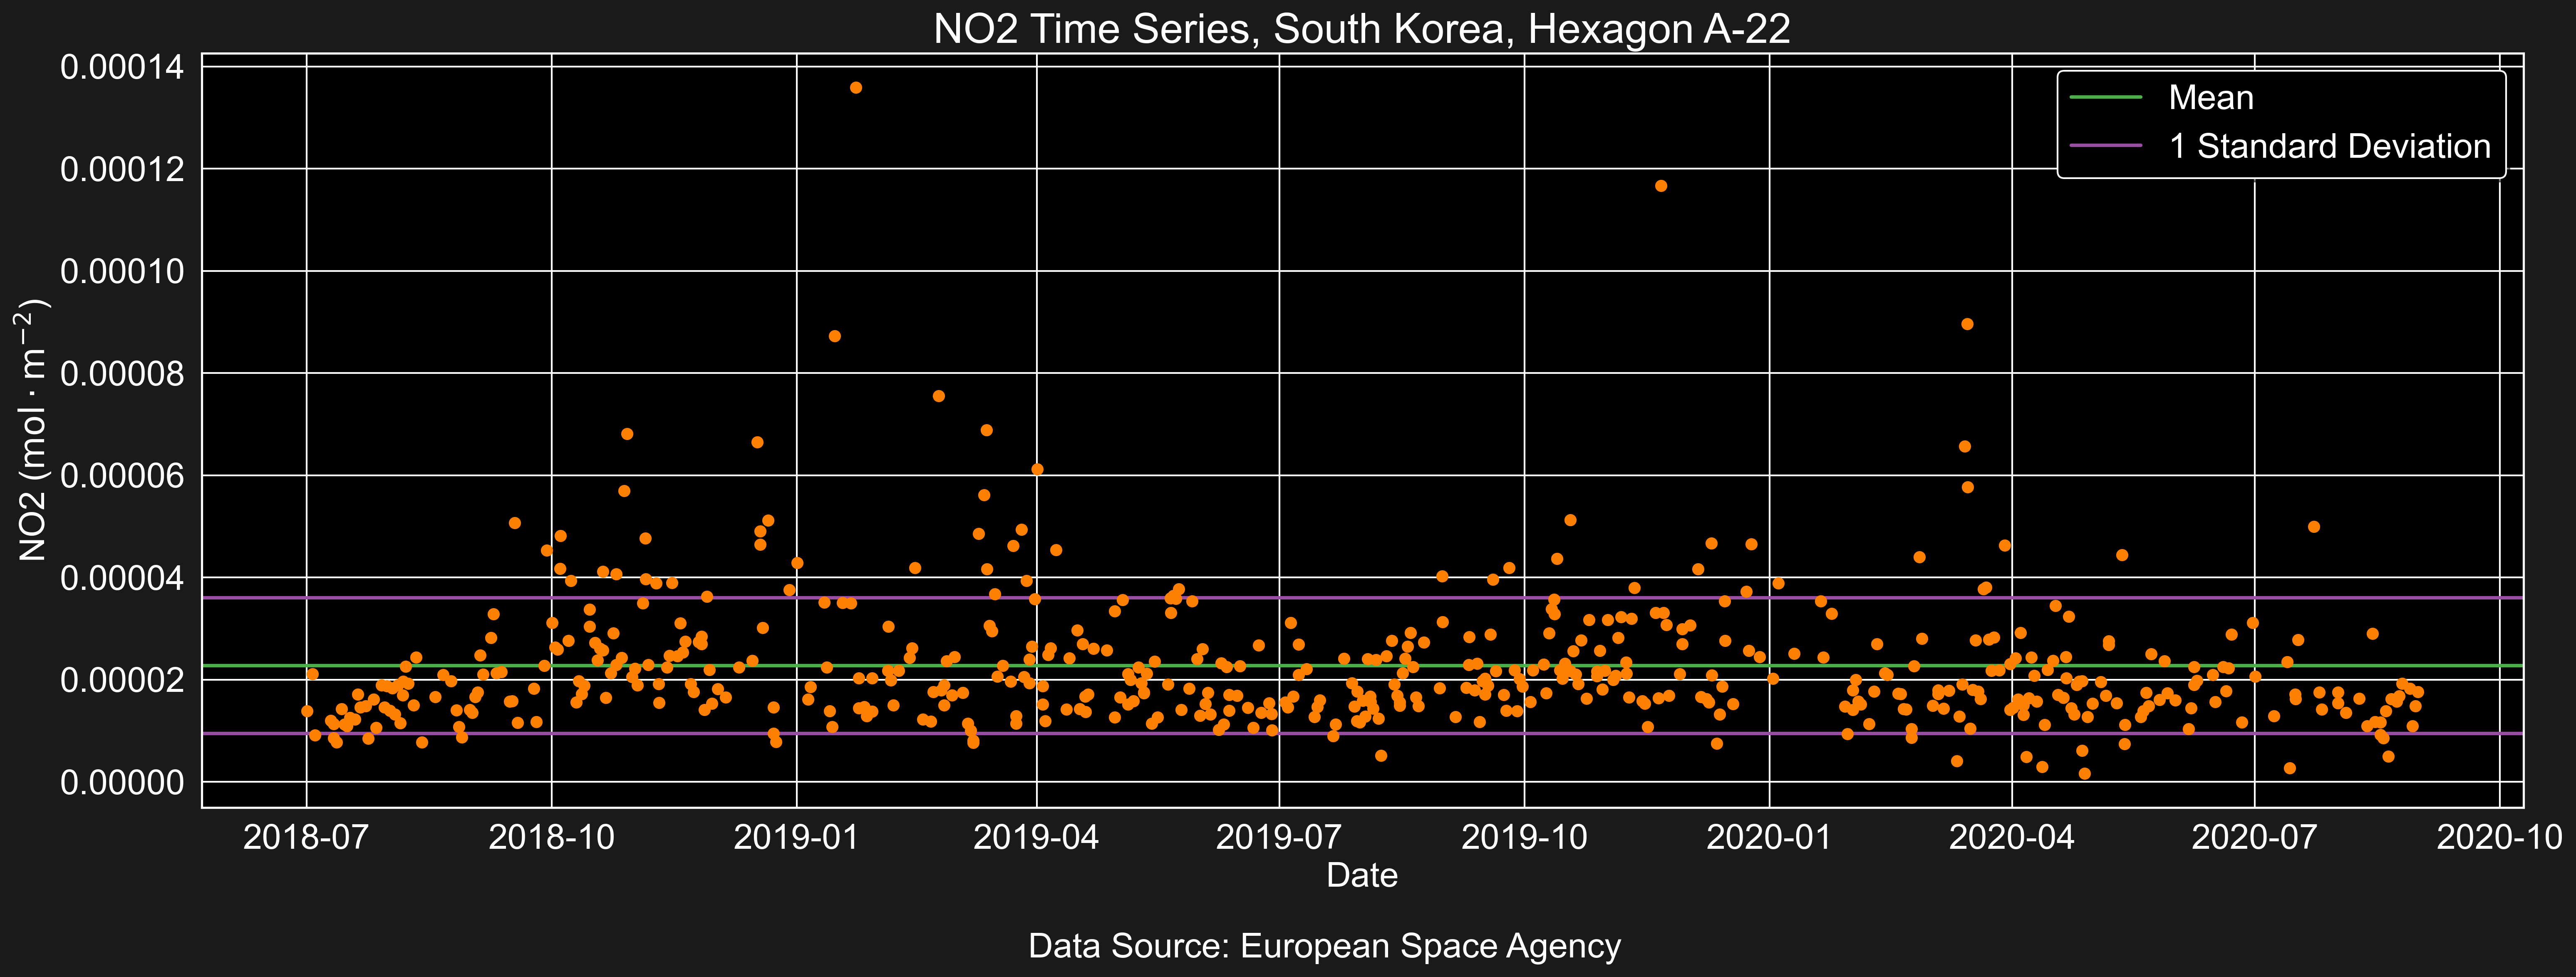 NO2 Time Series, South Korea, Hexagon A-22
0.00014
0.00012
0.00010
0.00008
0.00006
0.00004
0.00002
0.00000
NO2 (mol · m⁻²)
Mean
1 Standard Deviation
2018-07 2018-10 2019-01 2019-04 2019-07 2019-10 2020-01 2020-04 2020-07 2020-10
Date
Data Source: European Space Agency